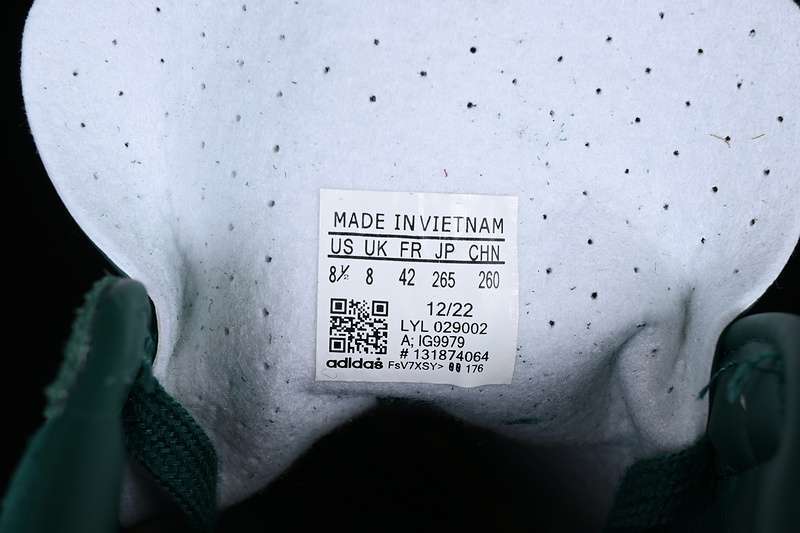 MADE IN VIETNAM
US UK FR JP CHN
8½ 8 42 265 260
12/22
LYL 029002
A; IG9979
# 131874064
adidas FsV7XSY> 00 176